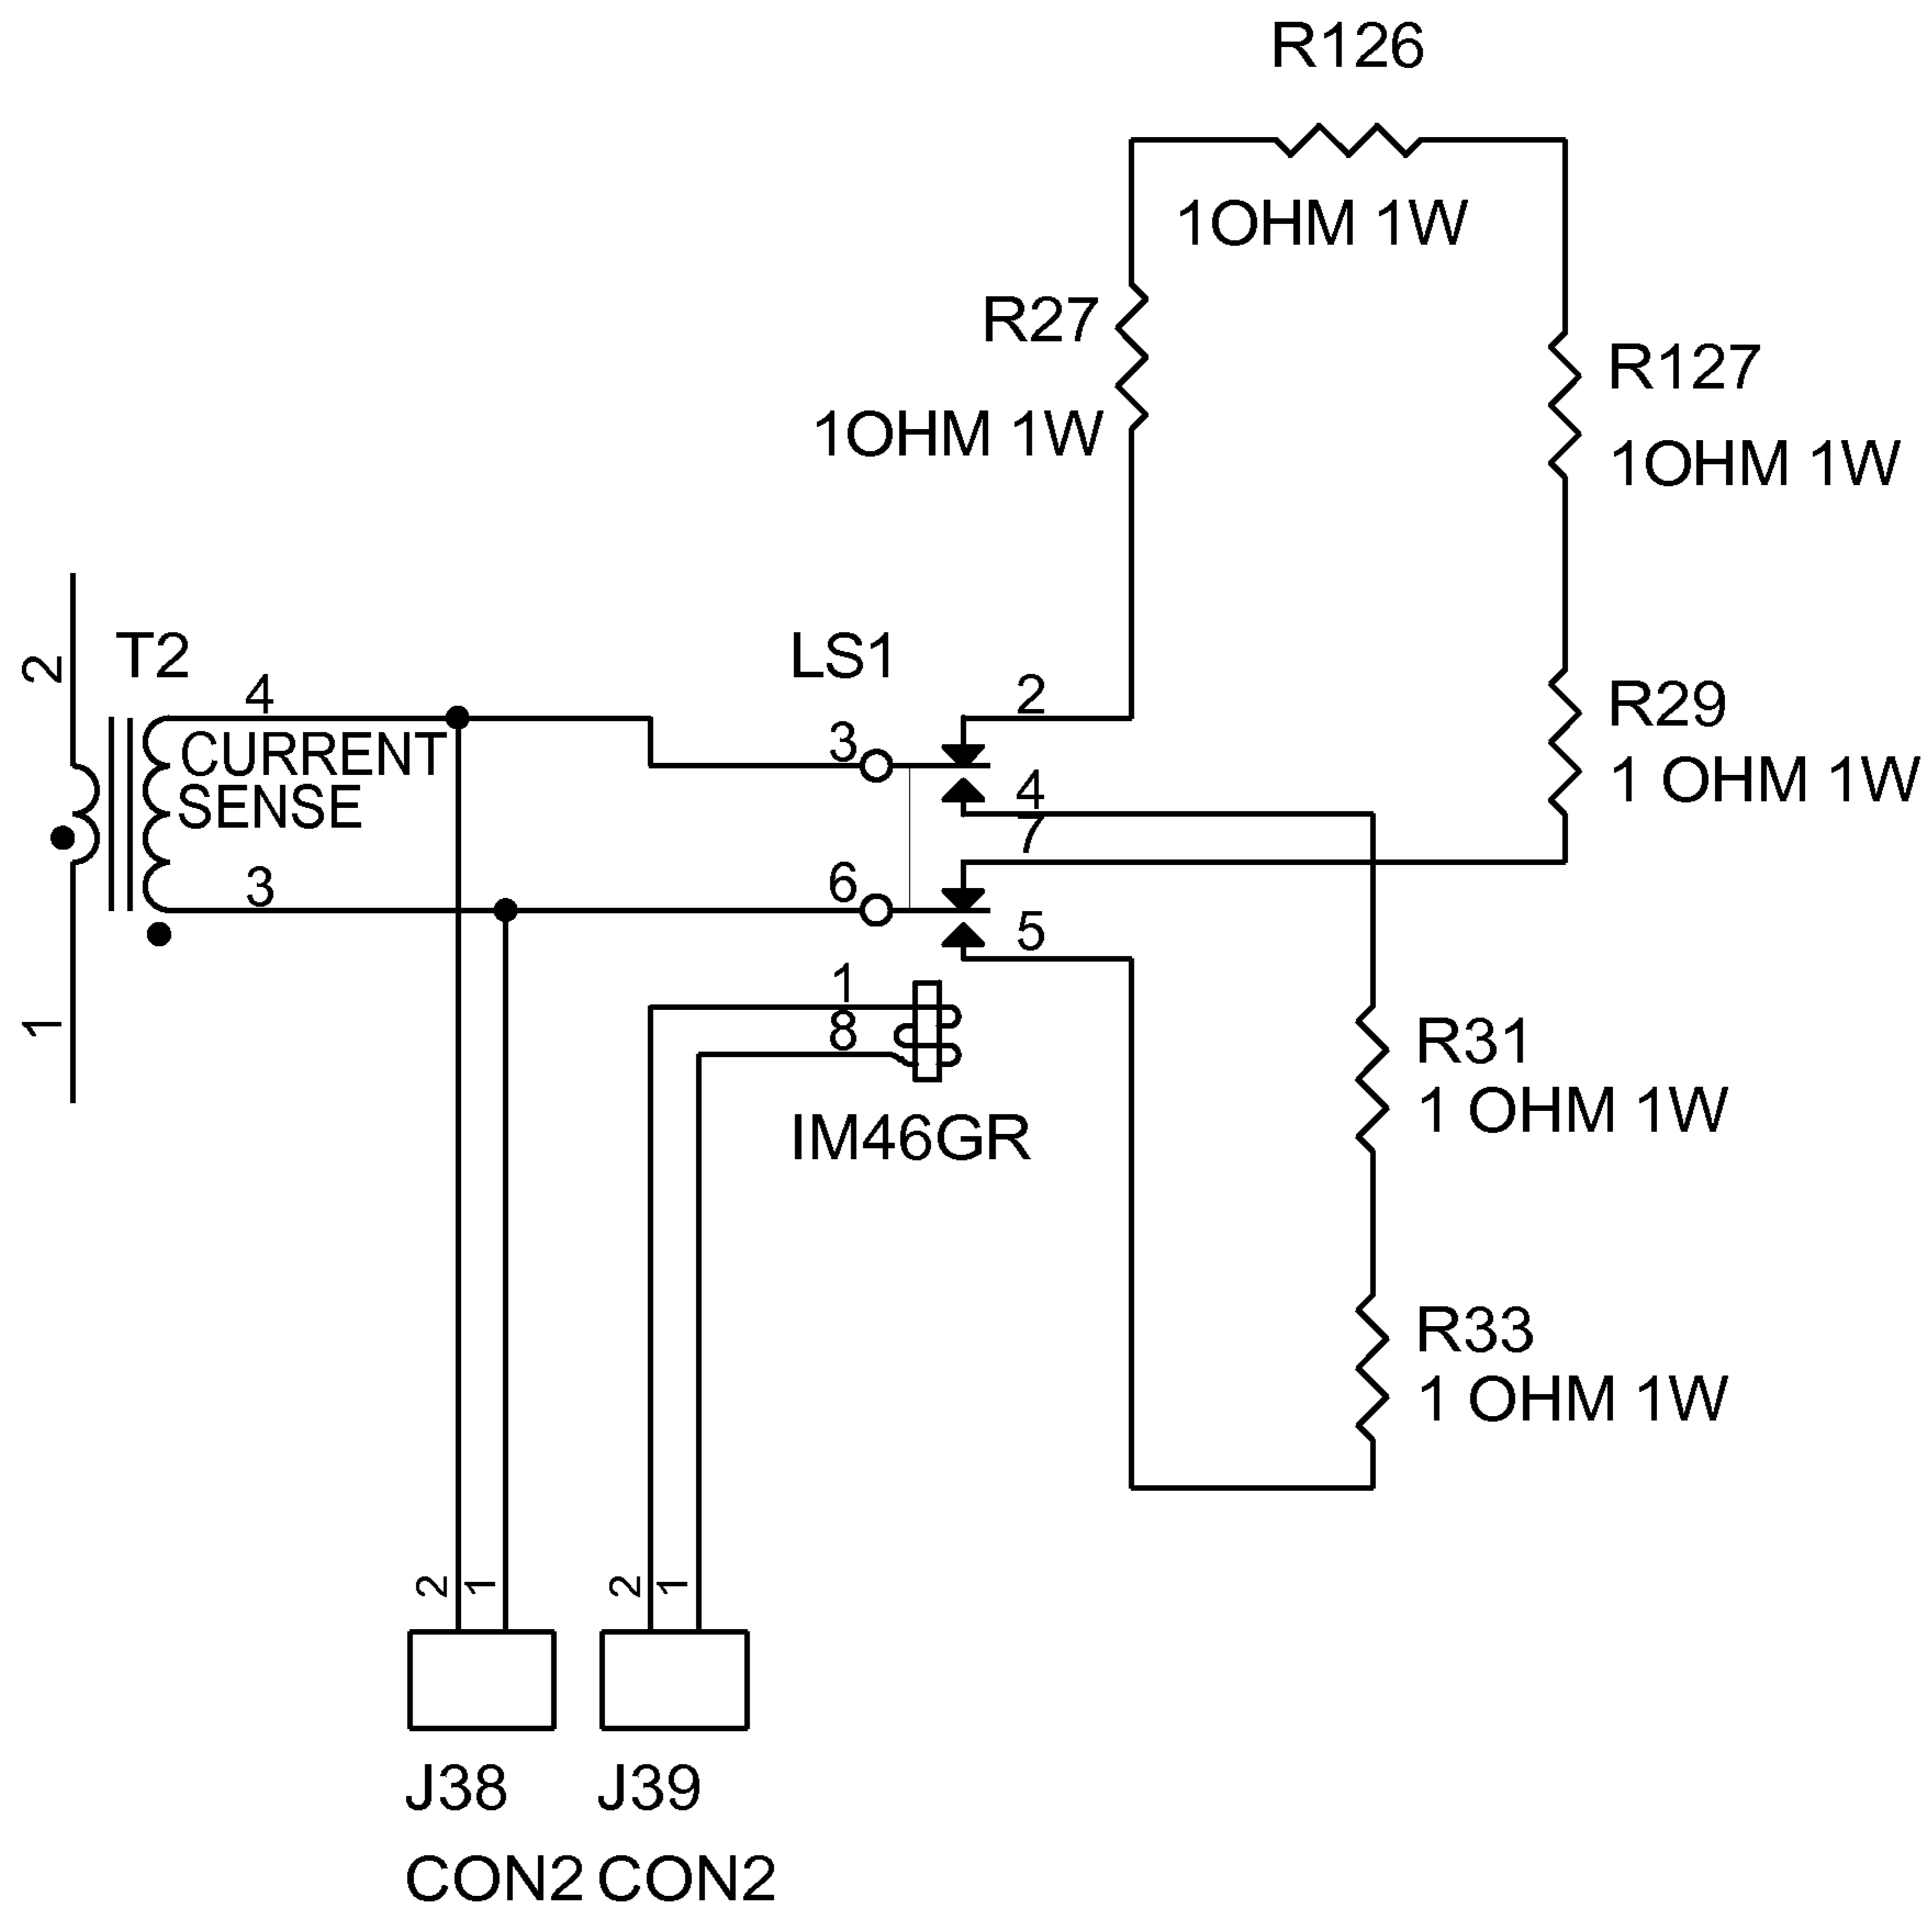 R126
1OHM 1W
R27
1OHM 1W
R127
1OHM 1W
2
T2
4
CURRENT
SENSE
3
1
LS1
2
3
4
7
6
5
1
8
IM46GR
R29
1 OHM 1W
R31
1 OHM 1W
R33
1 OHM 1W
2
1
2
1
J38
J39
CON2
CON2